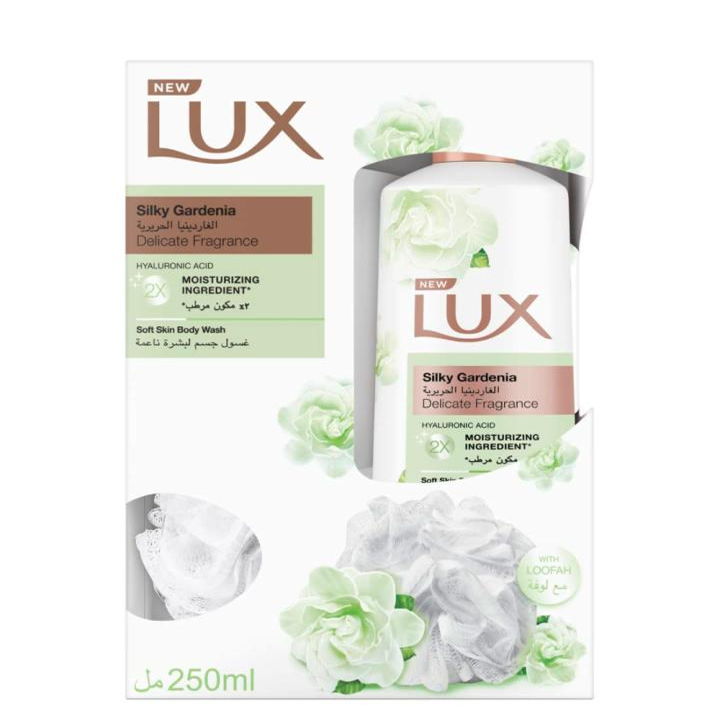 NEW
LUX
Silky Gardenia
الغاردينيا الحريرية
Delicate Fragrance
HYALURONIC ACID
2X MOISTURIZING
INGREDIENT*
x٢ مكون مرطب*
Soft Skin Body Wash
غسول جسم لبشرة ناعمة
NEW
LUX
Silky Gardenia
الغاردينيا الحريرية
Delicate Fragrance
HYALURONIC ACID
2X MOISTURIZING
INGREDIENT*
مكون مرطب*
Soft
WITH
LOOFAH
مع لوفة
250ml مل